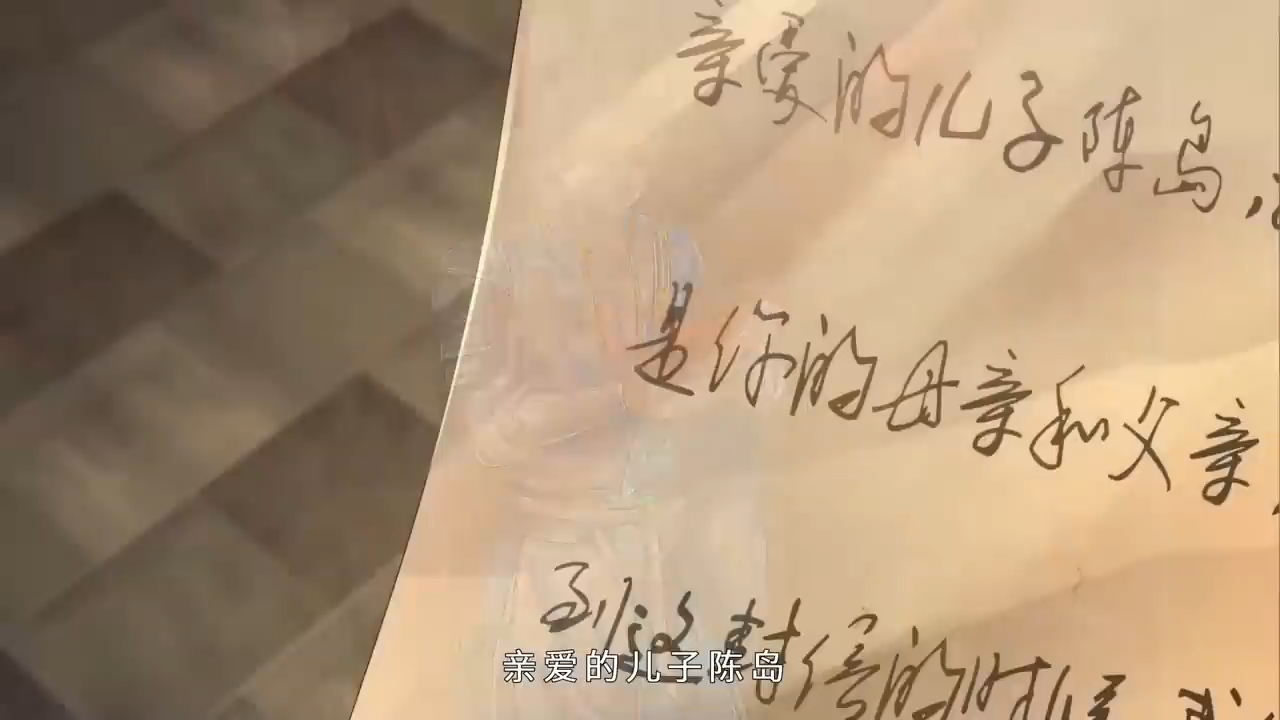 亲爱的儿子陈岛,
是你的母亲和父亲
到这封信的时候
亲爱的儿子陈岛